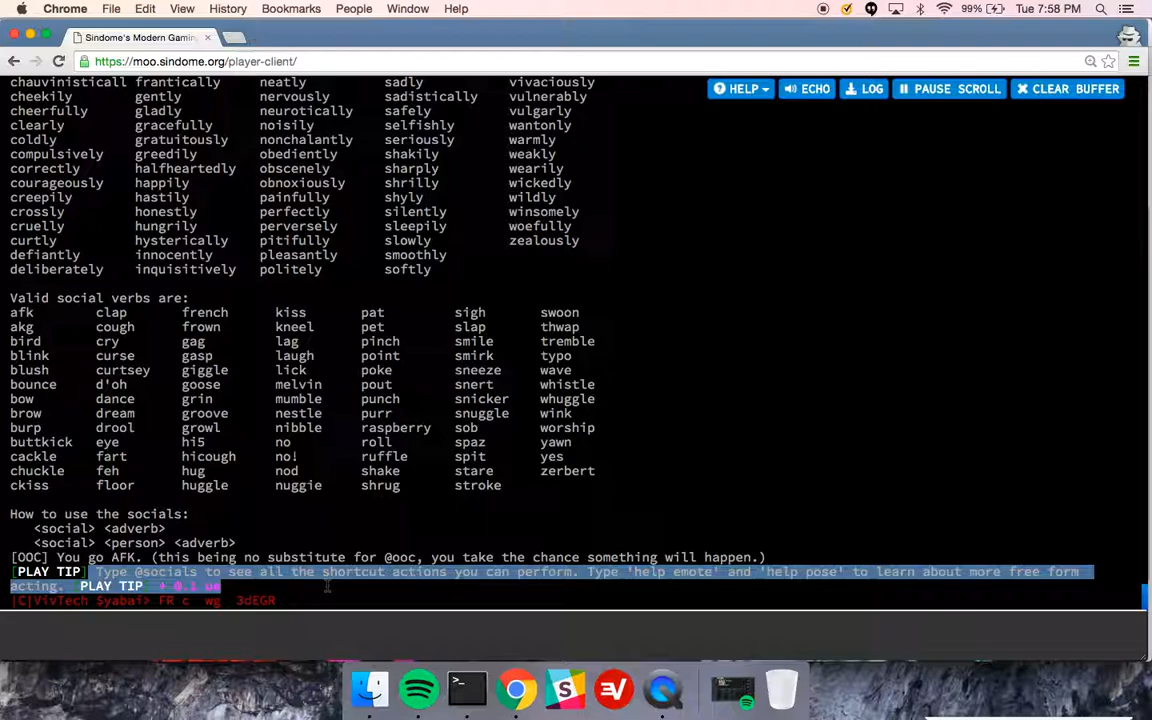 Chrome File Edit View History Bookmarks People Window Help 99% Tue 7:58 PM
Sindome's Modern Gamin
https://moo.sindome.org/player-client/
HELP ECHO LOG PAUSE SCROLL CLEAR BUFFER
chauvinisticall frantically neatly sadly vivaciously
cheekily gently nervously sadistically vulnerably
cheerfully gladly neurotically safely vulgarly
clearly gracefully noisily selfishly wantonly
coldly gratuitously nonchalantly seriously warmly
compulsively greedily obediently shakily weakly
correctly halfheartedly obscenely sharply wearily
courageously happily obnoxiously shrilly wickedly
creepily hastily painfully shyly wildly
crossly honestly perfectly silently winsomely
cruelly hungrily perversely sleepily woefully
curtly hysterically pitifully slowly zealously
defiantly innocently pleasantly smoothly
deliberately inquisitively politely softly
Valid social verbs are:
afk clap french kiss pat sigh swoon
akg cough frown kneel pet slap thwap
bird cry gag lag pinch smile tremble
blink curse gasp laugh point smirk typo
blush curtsey giggle lick poke sneeze wave
bounce d'oh goose melvin pout snert whistle
bow dance grin mumble punch snicker whuggle
brow dream groove nestle purr snuggle wink
burp drool growl nibble raspberry sob worship
buttkick eye hi5 no roll spaz yawn
cackle fart hicough no! ruffle spit yes
chuckle feh hug nod shake stare zerbert
ckiss floor huggle nuggie shrug stroke
How to use the socials:
<social> <adverb>
<social> <person> <adverb>
[OOC] You go AFK. (this being no substitute for @ooc, you take the chance something will happen.)
[PLAY TIP] Type @socials to see all the shortcut actions you can perform. Type 'help emote' and 'help pose' to learn about more free form
acting. PLAY TIP + 0.1 ue
|C|VivTech $yabai> FR c wg 3dEGR